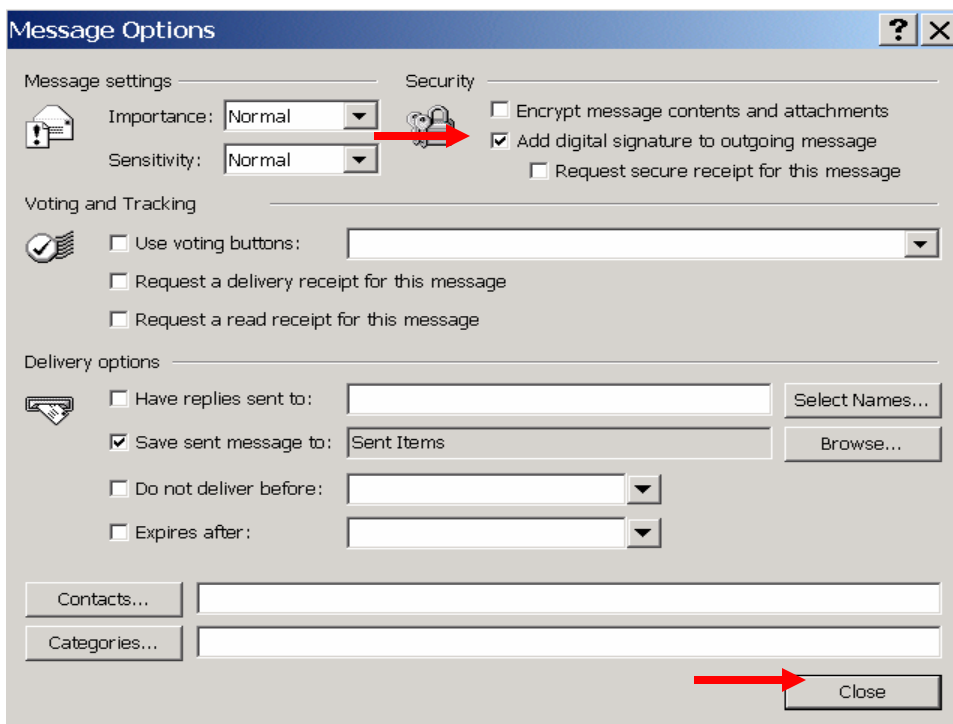 Message Options
Message settings
Security
Importance: Normal
Encrypt message contents and attachments
Add digital signature to outgoing message
Sensitivity: Normal
Request secure receipt for this message
Voting and Tracking
Use voting buttons:
Request a delivery receipt for this message
Request a read receipt for this message
Delivery options
Have replies sent to: Select Names...
Save sent message to: Sent Items Browse...
Do not deliver before:
Expires after:
Contacts...
Categories...
Close